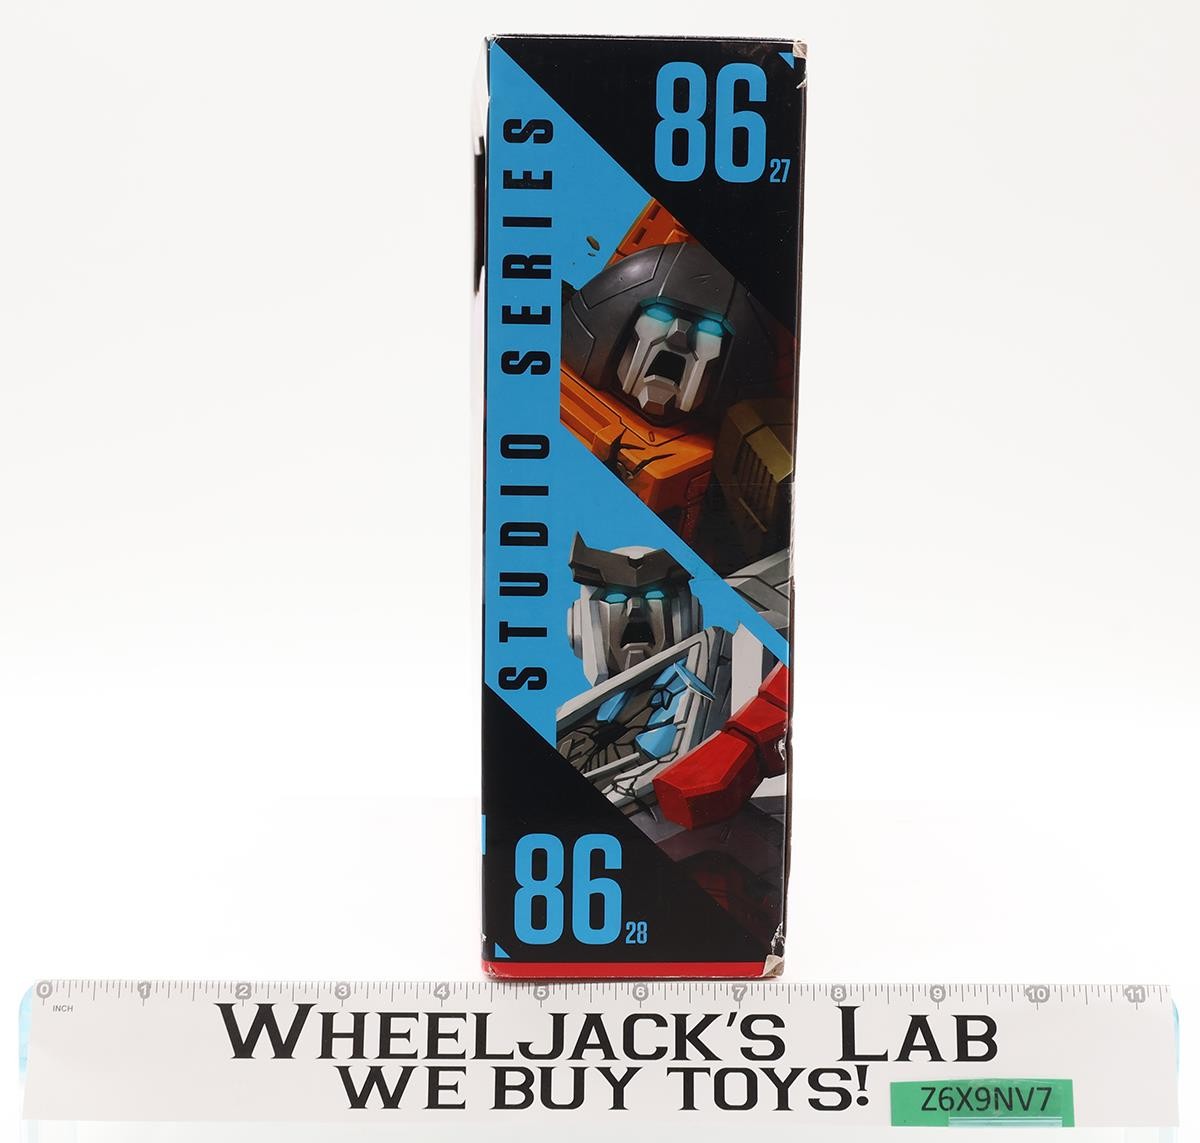 86
27
STUDIO SERIES
86
28
0 1 2 3 4 5 6 7 8 9 10 11
INCH
WHEELJACK'S LAB
WE BUY TOYS!
Z6X9NV7